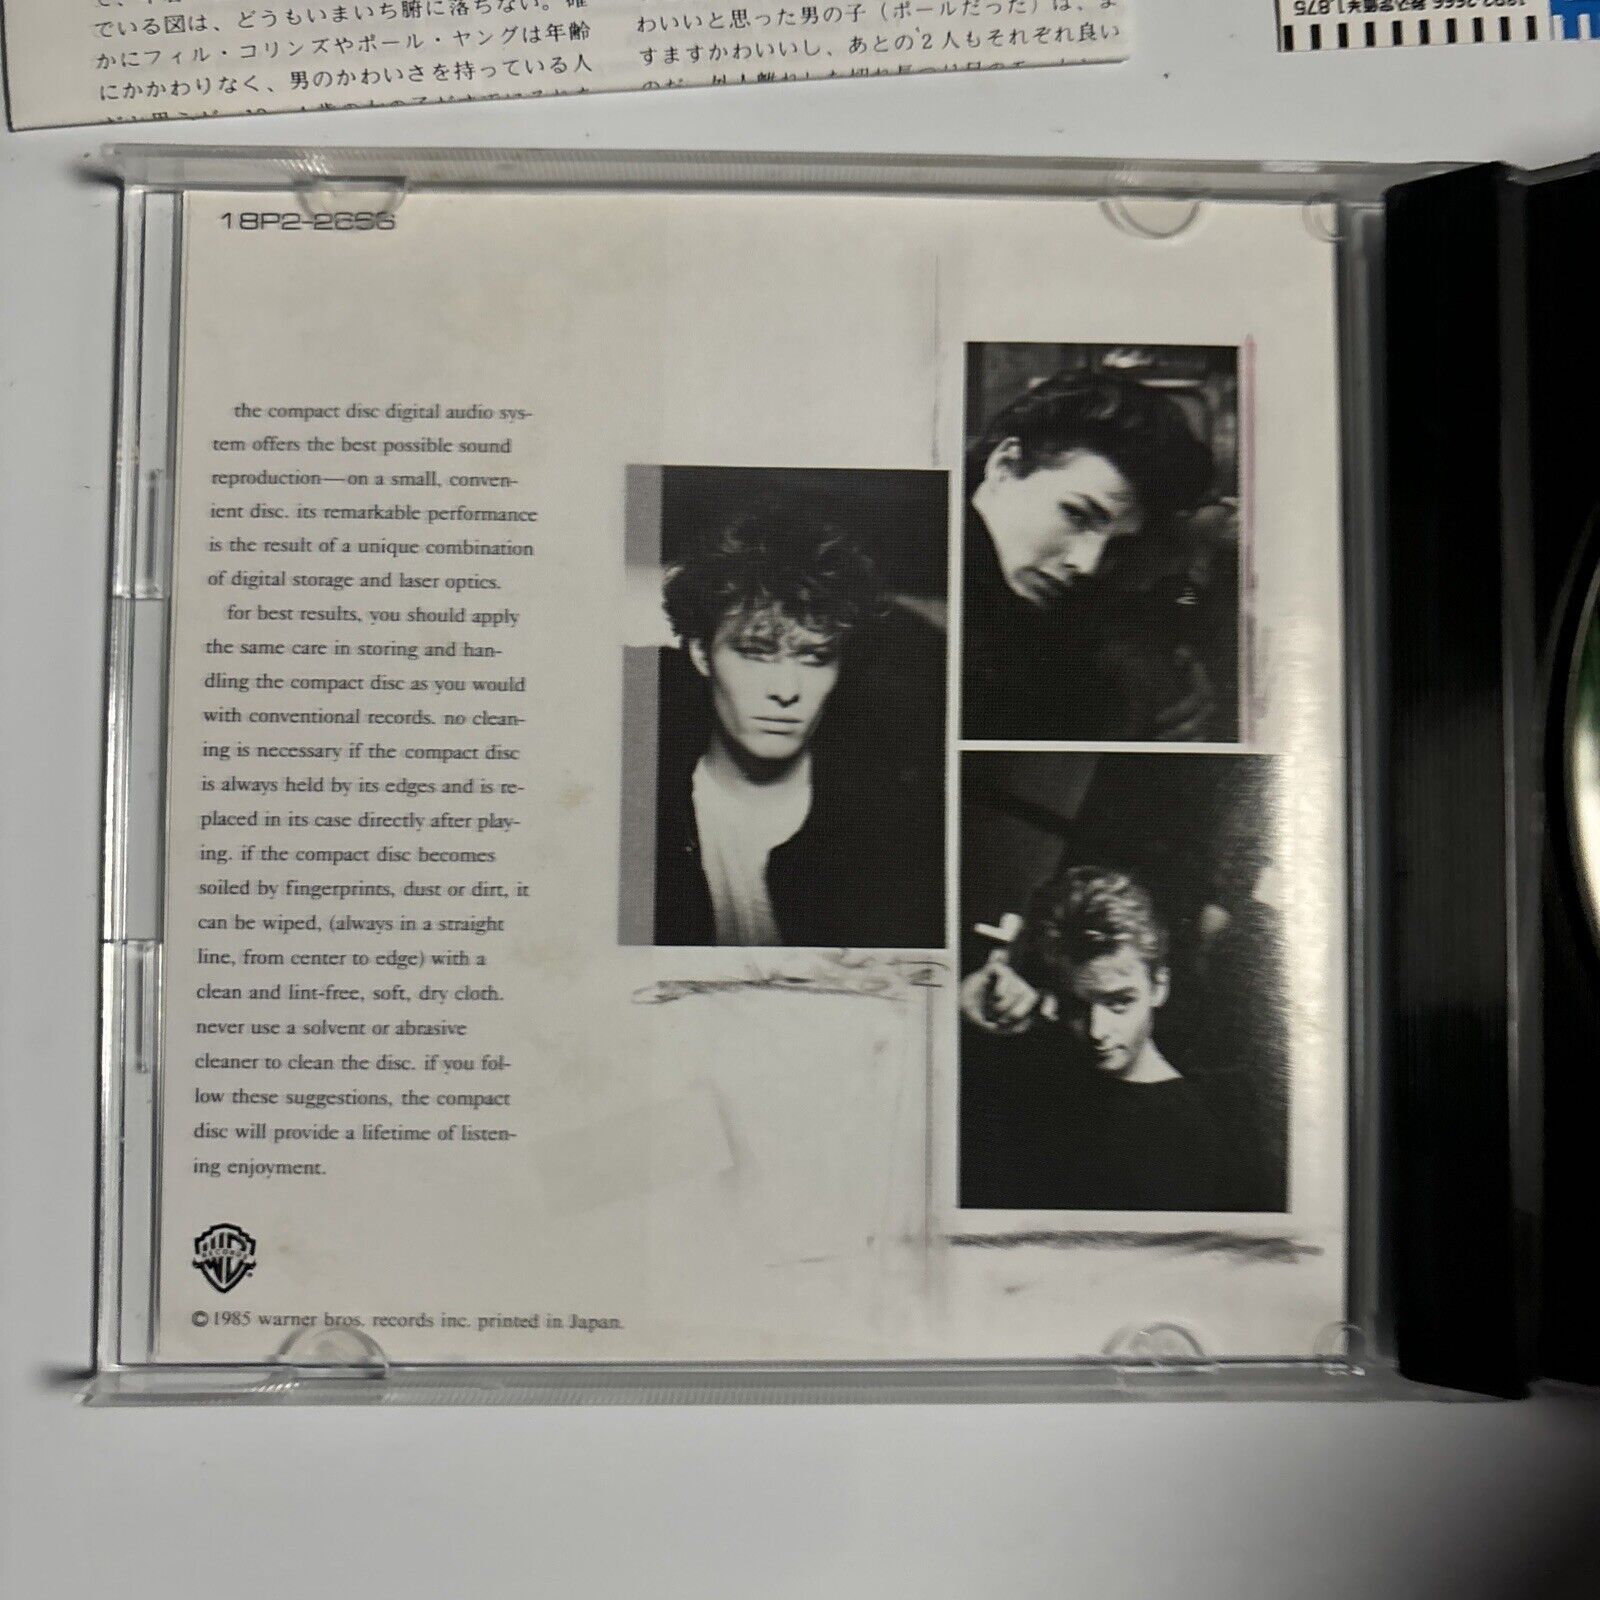 でいる図は、どうもいまいち腑に落ちない。確
かにフィル・コリンズやポール・ヤングは年齢
にかかわりなく、男のかわいさを持っている人
わいいと思った男の子（ポールだった）は、ま
すますかわいいし、あとの2人もそれぞれ良い
18P2-2666
the compact disc digital audio sys-
tem offers the best possible sound
reproduction—on a small, conven-
ient disc. its remarkable performance
is the result of a unique combination
of digital storage and laser optics.
for best results, you should apply
the same care in storing and han-
dling the compact disc as you would
with conventional records. no clean-
ing is necessary if the compact disc
is always held by its edges and is re-
placed in its case directly after play-
ing. if the compact disc becomes
soiled by fingerprints, dust or dirt, it
can be wiped, (always in a straight
line, from center to edge) with a
clean and lint-free, soft, dry cloth.
never use a solvent or abrasive
cleaner to clean the disc. if you fol-
low these suggestions, the compact
disc will provide a lifetime of listen-
ing enjoyment.
RECORDS
©1985 warner bros. records inc. printed in Japan.